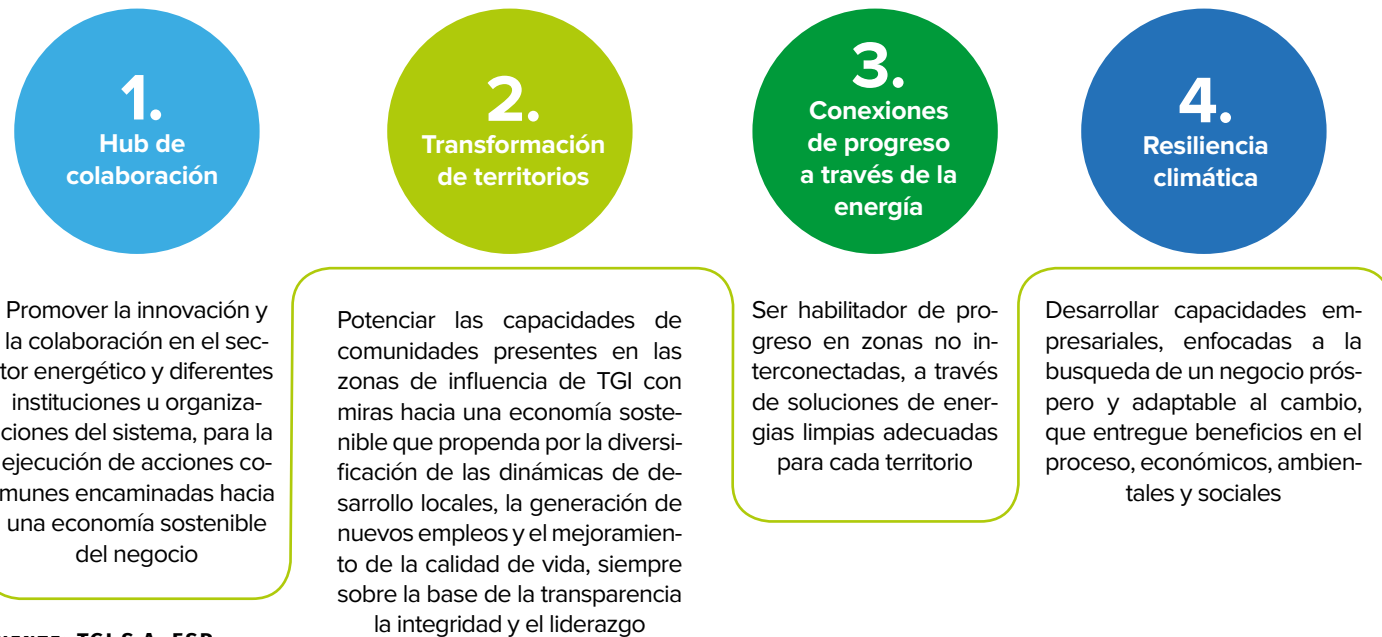 1.
Hub de
colaboración
2.
Transformación
de territorios
3.
Conexiones
de progreso
a través de la
energía
4.
Resiliencia
climática
Promover la innovación y
la colaboración en el sec-
tor energético y diferentes
instituciones u organiza-
ciones del sistema, para la
ejecución de acciones co-
munes encaminadas hacia
una economía sostenible
del negocio
Potenciar las capacidades de
comunidades presentes en las
zonas de influencia de TGI con
miras hacia una economía soste-
nible que propenda por la diversi-
ficación de las dinámicas de de-
sarrollo locales, la generación de
nuevos empleos y el mejoramien-
to de la calidad de vida, siempre
sobre la base de la transparencia
la integridad y el liderazgo
Ser habilitador de pro-
greso en zonas no in-
terconectadas, a través
de soluciones de ener-
gias limpias adecuadas
para cada territorio
Desarrollar capacidades em-
presariales, enfocadas a la
busqueda de un negocio prós-
pero y adaptable al cambio,
que entregue beneficios en el
proceso, económicos, ambien-
tales y sociales
TGI S.A. ESP